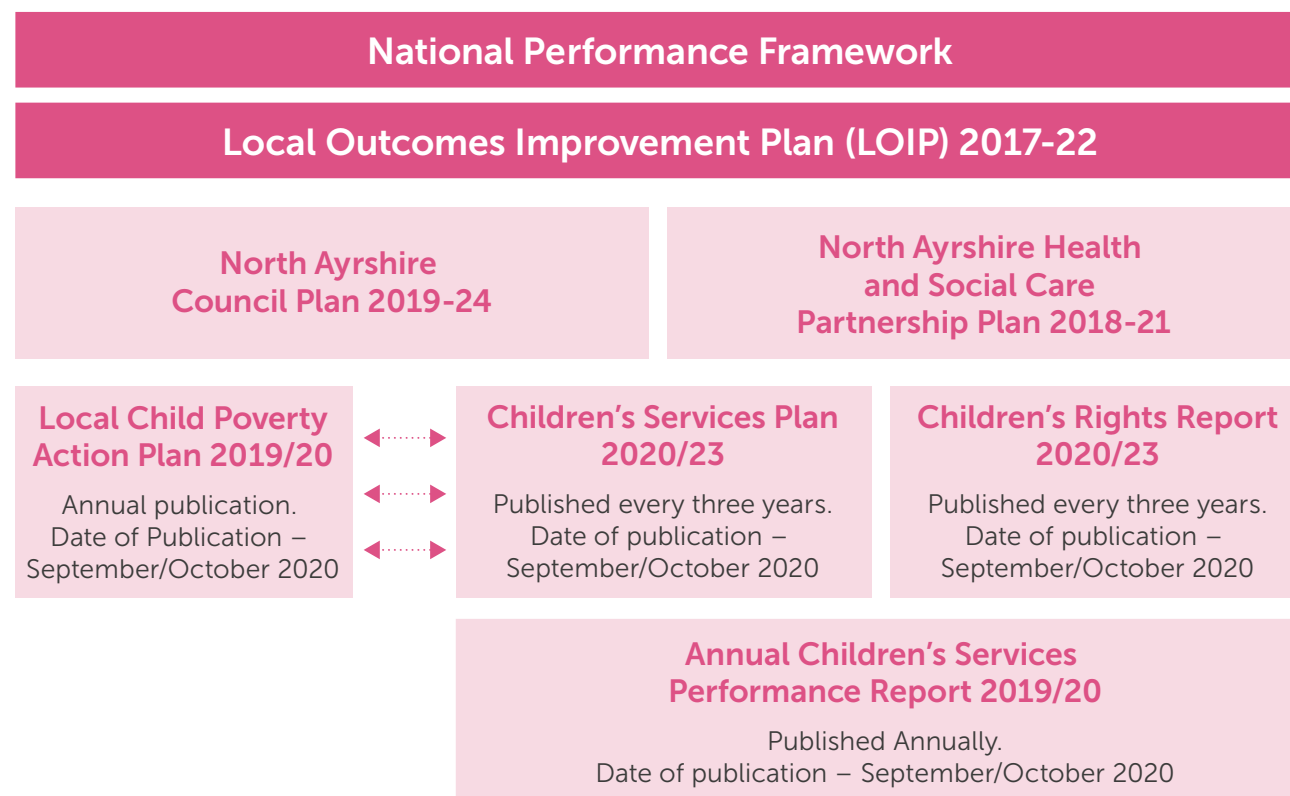 National Performance Framework
Local Outcomes Improvement Plan (LOIP) 2017-22
North Ayrshire
Council Plan 2019-24
North Ayrshire Health
and Social Care
Partnership Plan 2018-21
Local Child Poverty
Action Plan 2019/20
Annual publication.
Date of Publication –
September/October 2020
Children’s Services Plan
2020/23
Published every three years.
Date of publication –
September/October 2020
Children’s Rights Report
2020/23
Published every three years.
Date of publication –
September/October 2020
Annual Children’s Services
Performance Report 2019/20
Published Annually.
Date of publication – September/October 2020